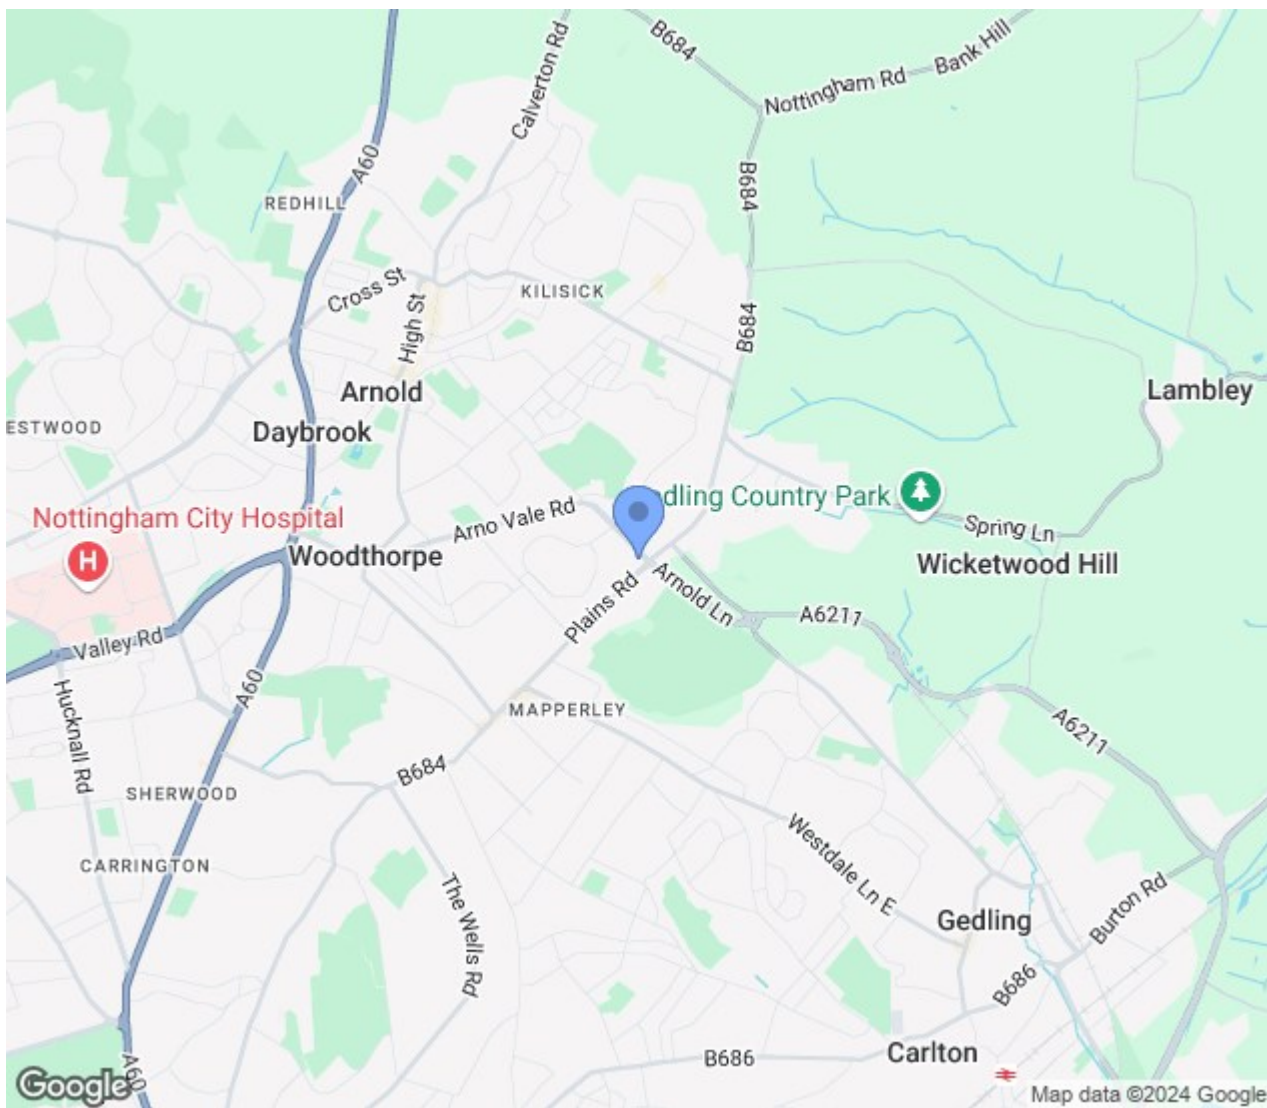 B684
Calverton Rd
Nottingham Rd
Bank Hill
A60
B684
REDHILL
Cross St
KILISICK
High St
B684
Arnold
Lambley
ESTWOOD
Daybrook
dling Country Park
Nottingham City Hospital
H
Arno Vale Rd
Spring Ln
Woodthorpe
Wicketwood Hill
Plains Rd
Arnold Ln
A6211
Valley Rd
A60
Hucknall Rd
MAPPERLEY
A6211
B684
SHERWOOD
Westdale Ln E
CARRINGTON
The Wells Rd
Burton Rd
Gedling
B686
Carlton
B686
A60
Google
Map data ©2024 Google